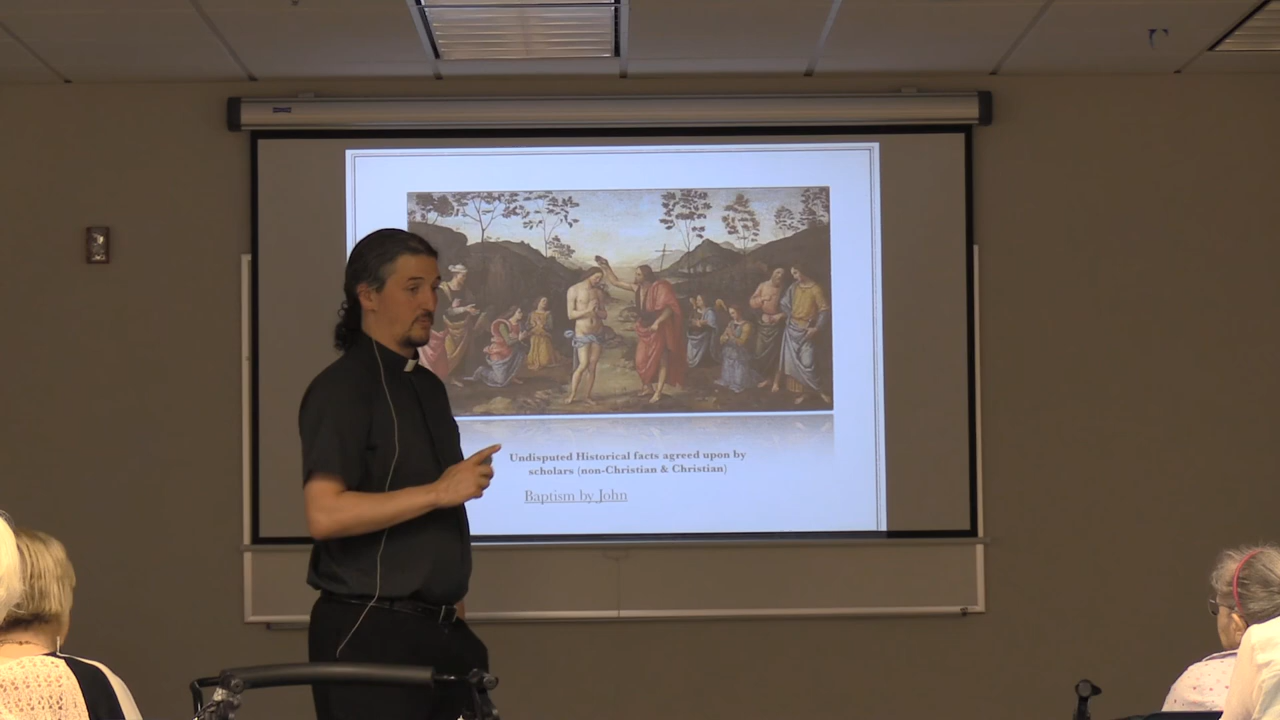 Undisputed Historical facts agreed upon by
scholars (non-Christian & Christian)
Baptism by John